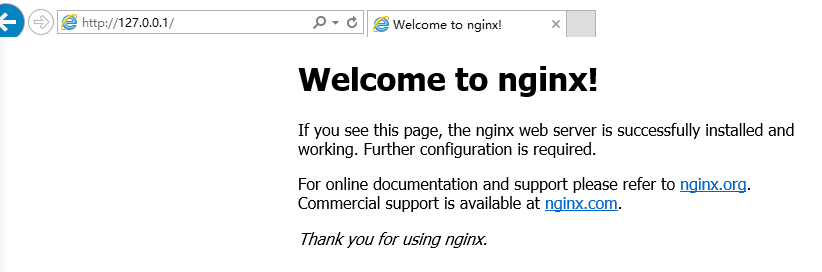 http://127.0.0.1/
Welcome to nginx!
Welcome to nginx!
If you see this page, the nginx web server is successfully installed and
working. Further configuration is required.
For online documentation and support please refer to nginx.org.
Commercial support is available at nginx.com.
Thank you for using nginx.